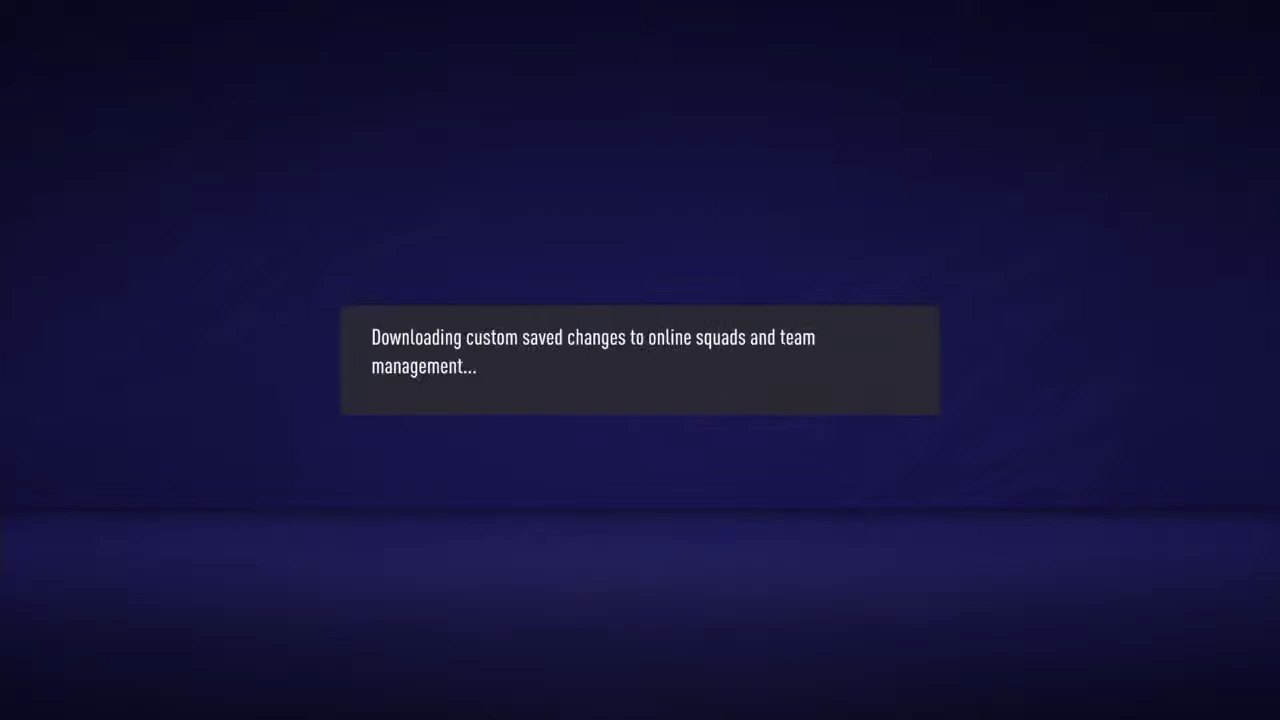 Downloading custom saved changes to online squads and team
management...